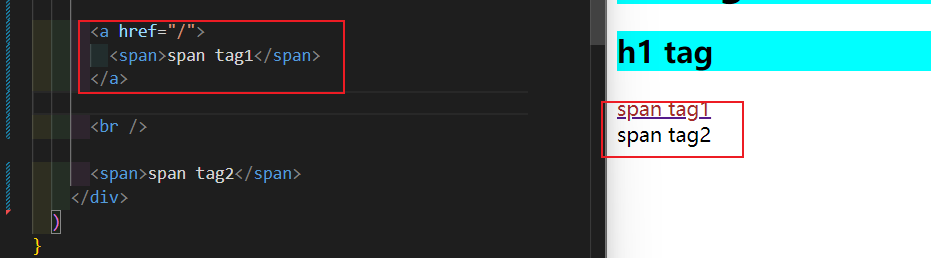 <a href="/">
<span>span tag1</span>
</a>
<br />
<span>span tag2</span>
</div>
)
}
h1 tag
span tag1
span tag2